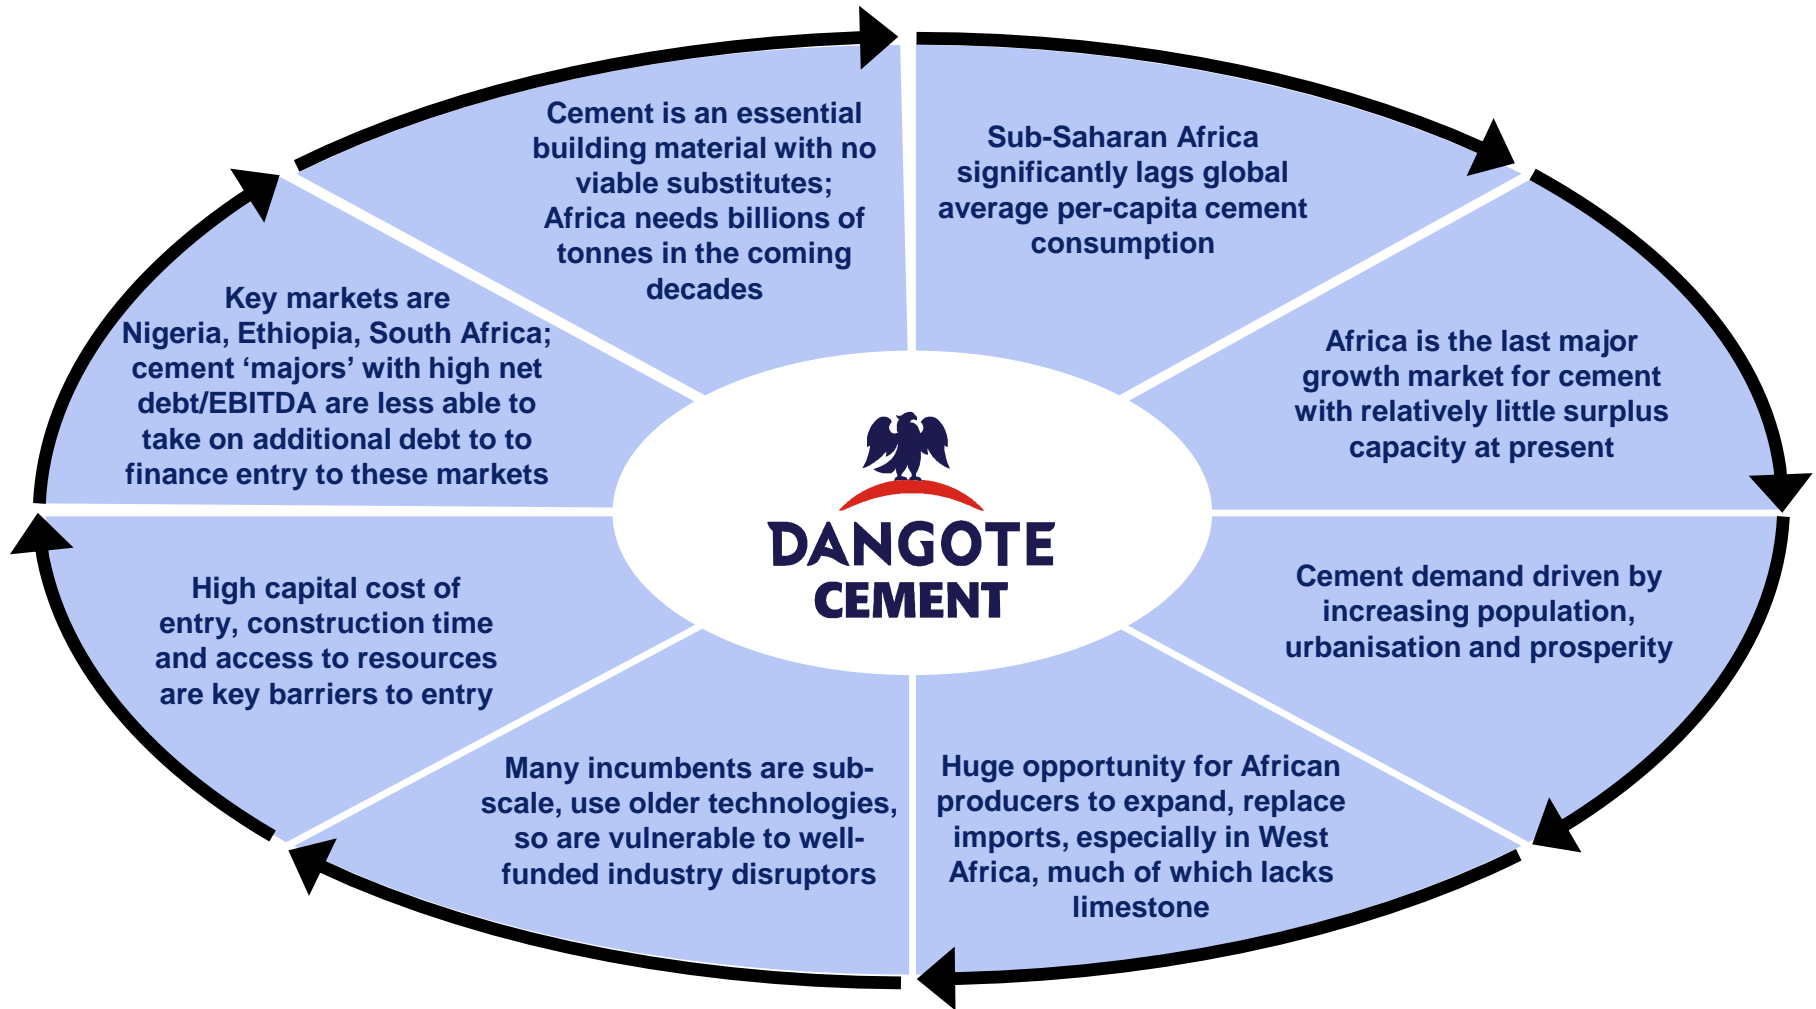 Cement is an essential
building material with no
viable substitutes;
Africa needs billions of
tonnes in the coming
decades
Sub-Saharan Africa
significantly lags global
average per-capita cement
consumption
Africa is the last major
growth market for cement
with relatively little surplus
capacity at present
Cement demand driven by
increasing population,
urbanisation and prosperity
Huge opportunity for African
producers to expand, replace
imports, especially in West
Africa, much of which lacks
limestone
Many incumbents are sub-
scale, use older technologies,
so are vulnerable to well-
funded industry disruptors
High capital cost of
entry, construction time
and access to resources
are key barriers to entry
Key markets are
Nigeria, Ethiopia, South Africa;
cement ‘majors’ with high net
debt/EBITDA are less able to
take on additional debt to to
finance entry to these markets
DANGOTE
CEMENT